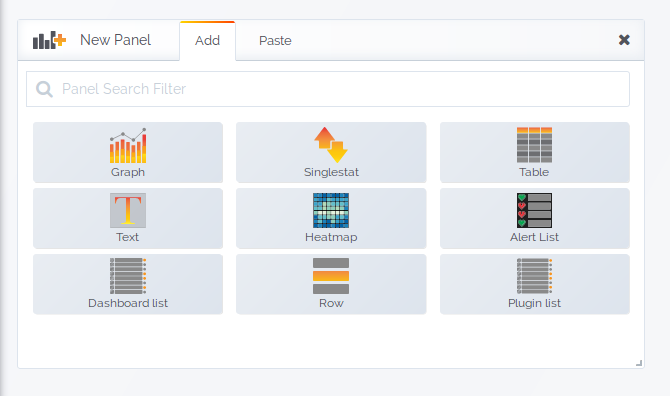 New Panel
Add
Paste
Panel Search Filter
Graph
Singlestat
Table
T
Text
Heatmap
Alert List
Dashboard list
Row
Plugin list